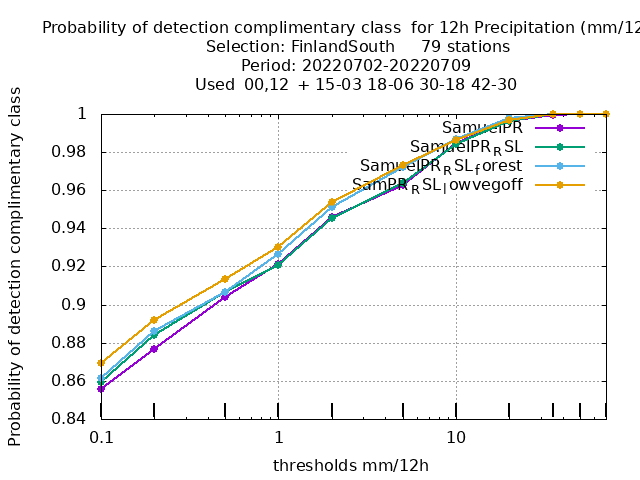 Probability of detection complimentary class  for 12h Precipitation (mm/12
Selection: FinlandSouth     79 stations
Period: 20220702-20220709
Used  00,12  + 15-03 18-06 30-18 42-30
Probability of detection complimentary class
1
0.98
0.96
0.94
0.92
0.9
0.88
0.86
0.84
SamuelPR
SamuelPR_RSL
SamuelPR_RSL_forest
SamPR_RSL_lowvegoff
0.1
1
10
thresholds mm/12h